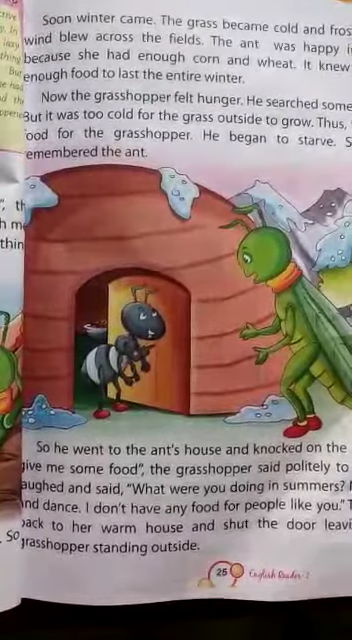 Soon winter came. The grass became cold and fros
wind blew across the fields. The ant was happy i
because she had enough corn and wheat. It knew
enough food to last the entire winter.
Now the grasshopper felt hunger. He searched some
But it was too cold for the grass outside to grow. Thus,
food for the grasshopper. He began to starve. S
remembered the ant.
So he went to the ant's house and knocked on the
give me some food", the grasshopper said politely to
aughed and said, "What were you doing in summers?
and dance. I don't have any food for people like you."
back to her warm house and shut the door leavi
grasshopper standing outside.
25 English Reader-2